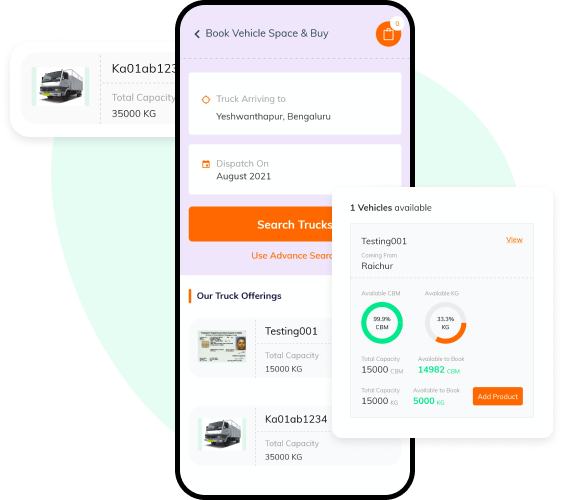 Book Vehicle Space & Buy
0
Ka01ab123
Total Capacity
35000 KG
Truck Arriving to
Yeshwanthapur, Bengaluru
Dispatch On
August 2021
Search Trucks
Use Advance Searc
Our Truck Offerings
Testing001
Total Capacity
15000 KG
Ka01ab1234
Total Capacity
35000 KG
1 Vehicles available
Testing001
View
Coming From
Raichur
Available CBM
Available KG
99.9%
CBM
33.3%
KG
Total Capacity
Available to Book
15000 CBM
14982 CBM
Total Capacity
Available to Book
15000 KG
5000 KG
Add Product